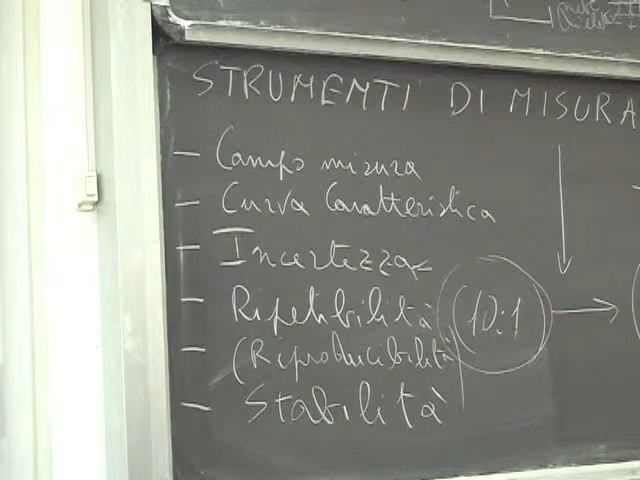 STRUMENTI DI MISURA
- Campo misura
- Curva Caratteristica
- Incertezza
- Ripetibilità
10:1
- (Riproducibilità
- Stabilità